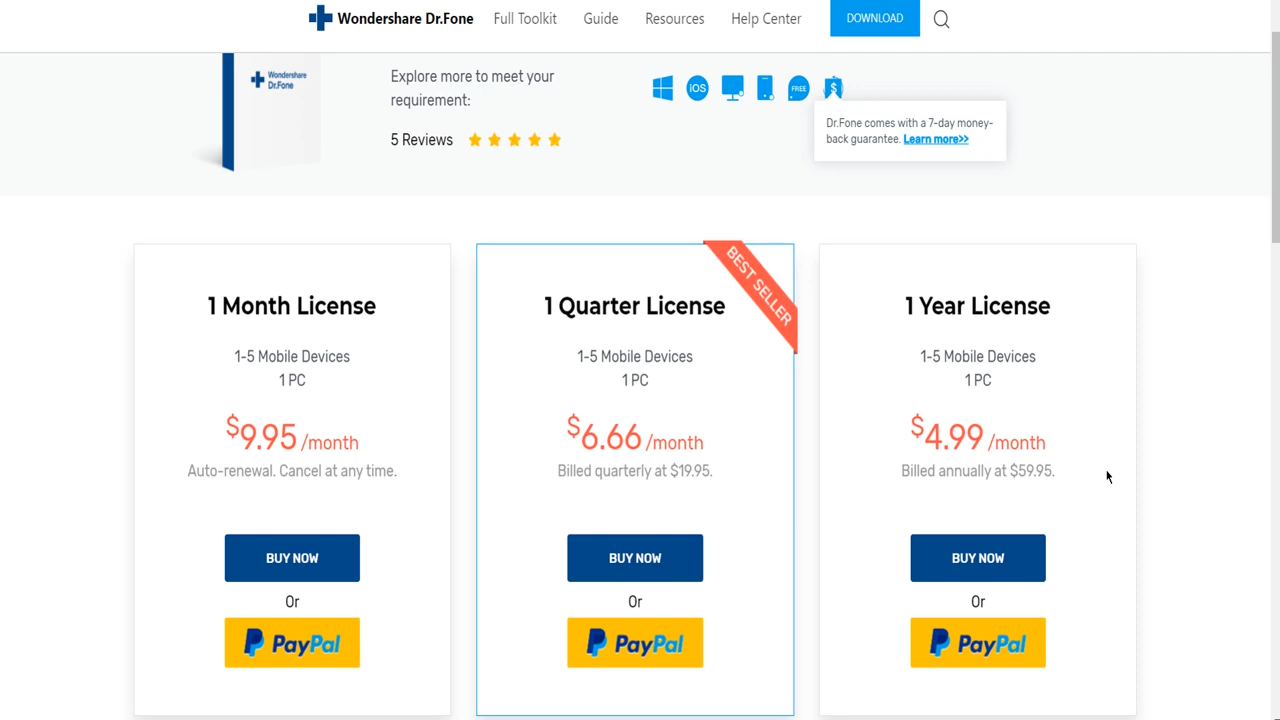 Wondershare Dr.Fone Full Toolkit Guide Resources Help Center DOWNLOAD
Wondershare
Dr.Fone
Explore more to meet your
requirement:
5 Reviews
iOS
FREE
$
Dr.Fone comes with a 7-day money-
back guarantee. Learn more>>
1 Month License
1-5 Mobile Devices
1 PC
$9.95 /month
Auto-renewal. Cancel at any time.
BUY NOW
Or
PayPal
BEST SELLER
1 Quarter License
1-5 Mobile Devices
1 PC
$6.66 /month
Billed quarterly at $19.95.
BUY NOW
Or
PayPal
1 Year License
1-5 Mobile Devices
1 PC
$4.99 /month
Billed annually at $59.95.
BUY NOW
Or
PayPal